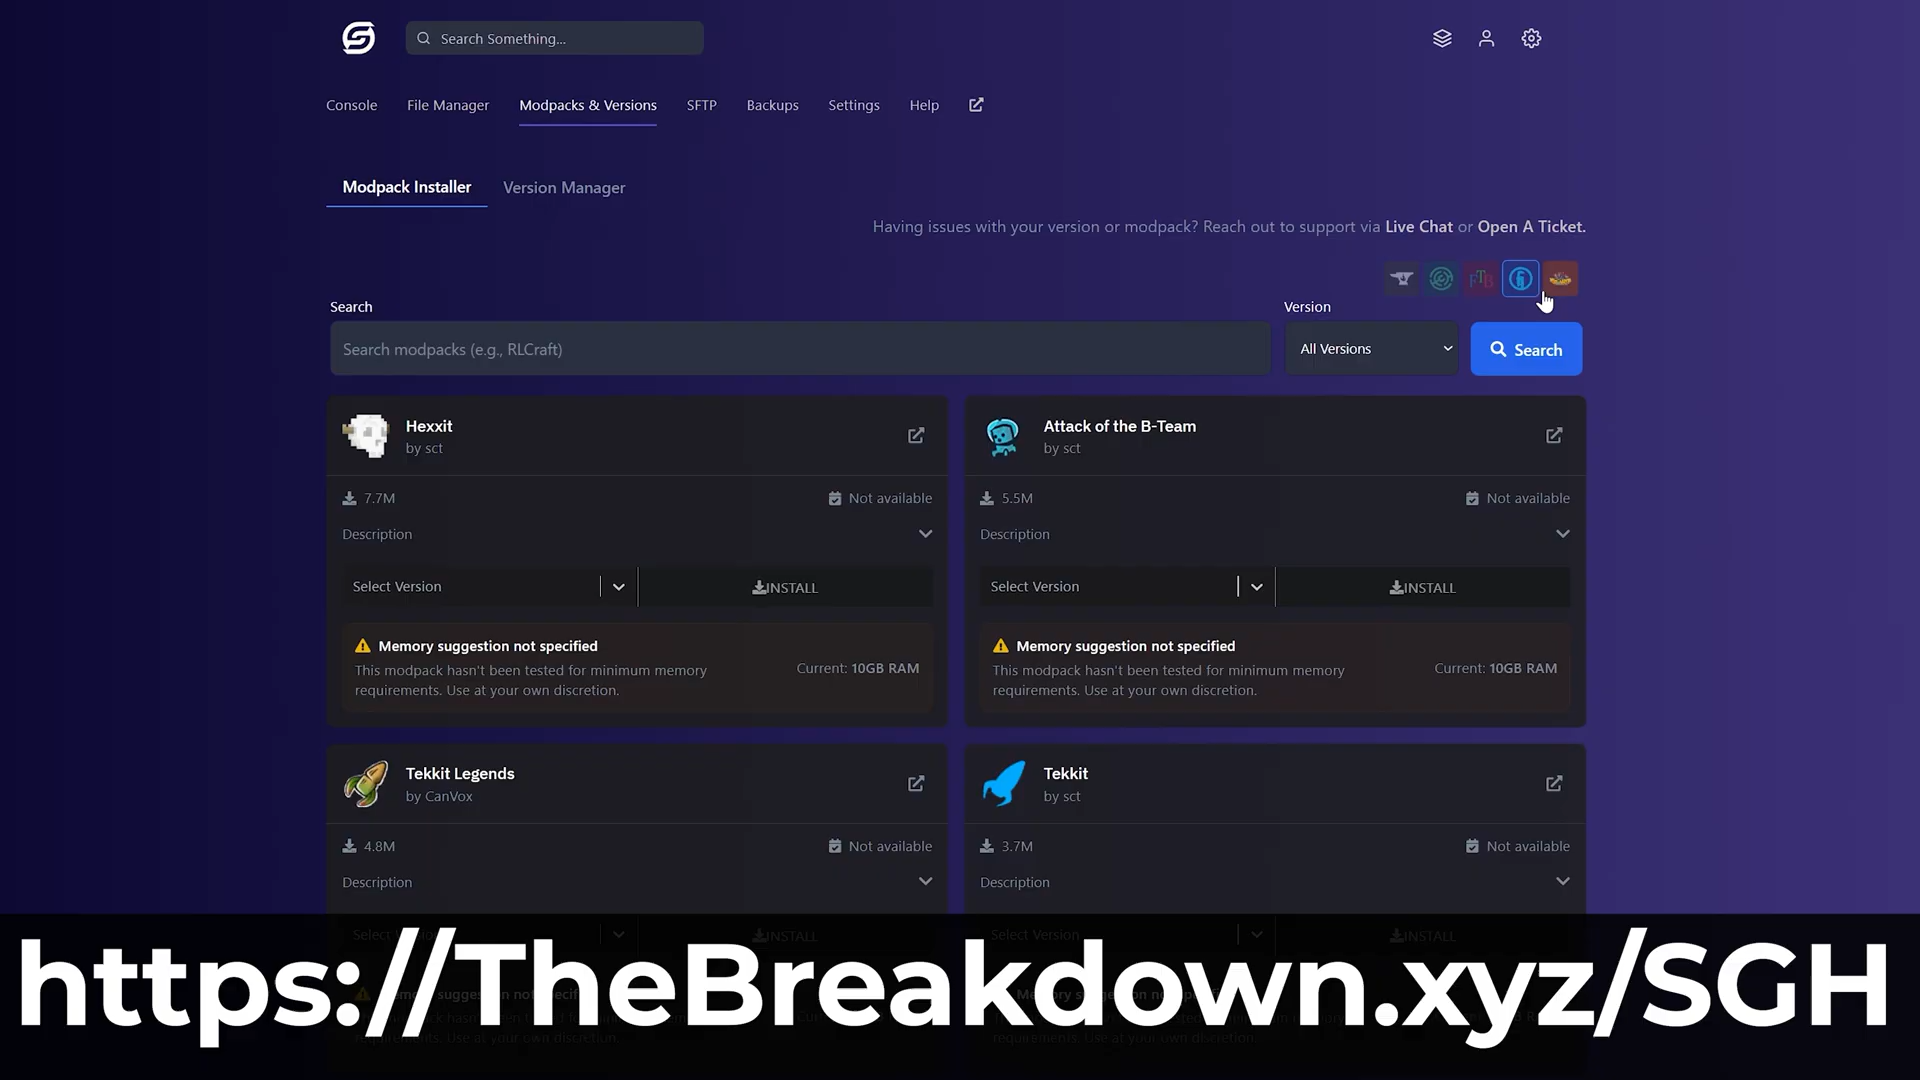 Search Something...
Console File Manager Modpacks & Versions SFTP Backups Settings Help
Modpack Installer Version Manager
Having issues with your version or modpack? Reach out to support via Live Chat or Open A Ticket.
FTB
Search Version
Search modpacks (e.g., RLCraft) All Versions Search
Hexxit
by sct
7.7M Not available
Description
Select Version INSTALL
Memory suggestion not specified
This modpack hasn't been tested for minimum memory
requirements. Use at your own discretion.
Current: 10GB RAM
Attack of the B-Team
by sct
5.5M Not available
Description
Select Version INSTALL
Memory suggestion not specified
This modpack hasn't been tested for minimum memory
requirements. Use at your own discretion.
Current: 10GB RAM
Tekkit Legends
by CanVox
4.8M Not available
Description
Tekkit
by sct
3.7M Not available
Description
Select INSTALL Select Version INSTALL
https://TheBreakdown.xyz/SGH